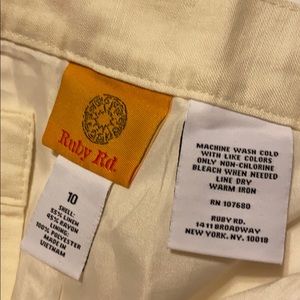 Ruby Rd.
10
SHELL:
55% LINEN
45% RAYON
LINING:
100% POLYESTER
MADE IN
VIETNAM
MACHINE WASH COLD
WITH LIKE COLORS
ONLY NON-CHLORINE
BLEACH WHEN NEEDED
LINE DRY
WARM IRON
RN 107680
RUBY RD.
1411 BROADWAY
NEW YORK, NY. 10018